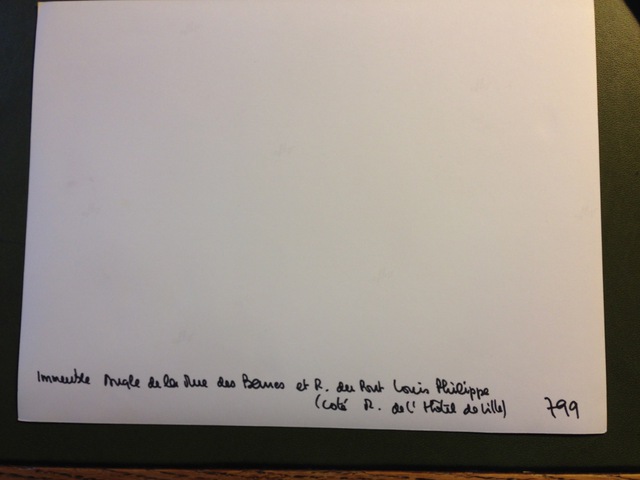 Immeuble Angle de la Rue des Barres et R. du Pont Louis Philippe
(coté R. de l'Hôtel de Ville)
799